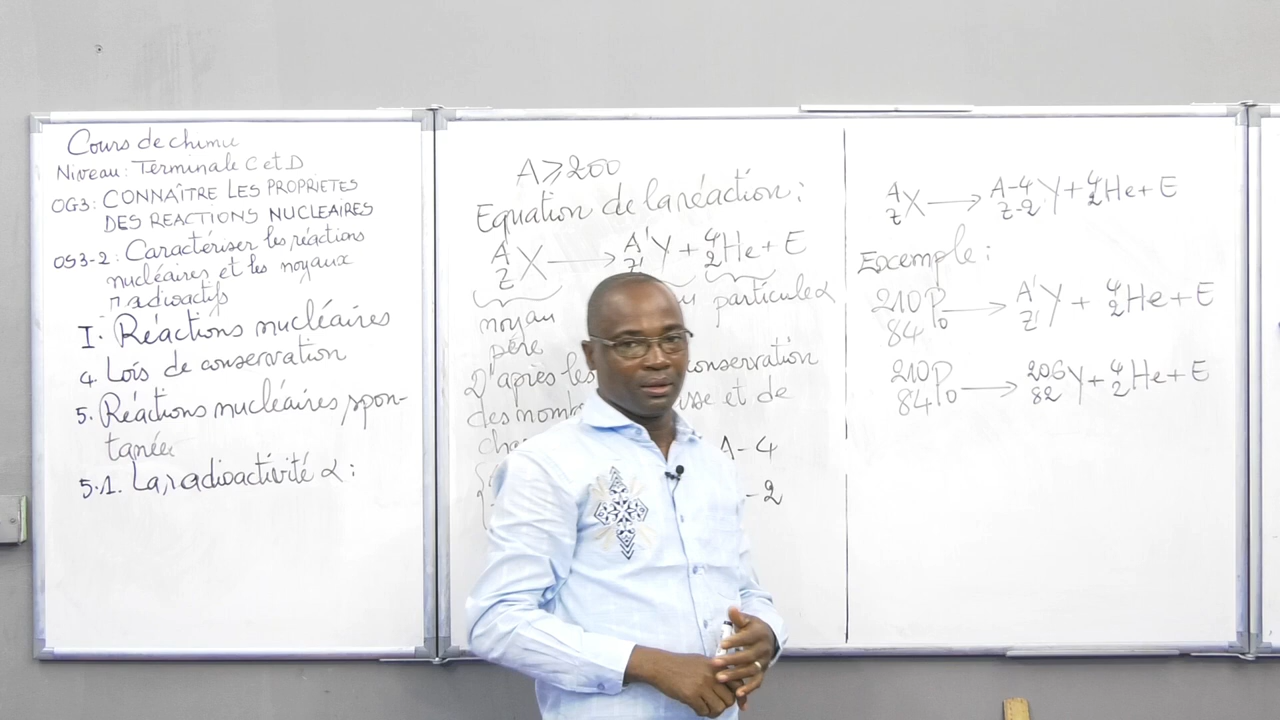 Cours de chimie
Niveau: Terminale C et D
OG3: CONNAÎTRE LES PROPRIETES
DES REACTIONS NUCLEAIRES
OS3-2: Caractériser les réactions
nucléaires et les noyaux
radioactifs
I. Réactions nucléaires
4. Lois de conservation
5. Réactions nucléaires spon-
tanées
5.1. La radioactivité α:
A⩾200
Equation de la réaction:
A/Z X → A'/Z' Y + 4/2 He + E
noyau particule α
père
D'après les conservation
des et de
A-4
-2
A/Z X → A-4/Z-2 Y + 4/2 He + E
Exemple:
210/84 Po → A'/Z' Y + 4/2 He + E
210/84 Po → 206/82 Y + 4/2 He + E